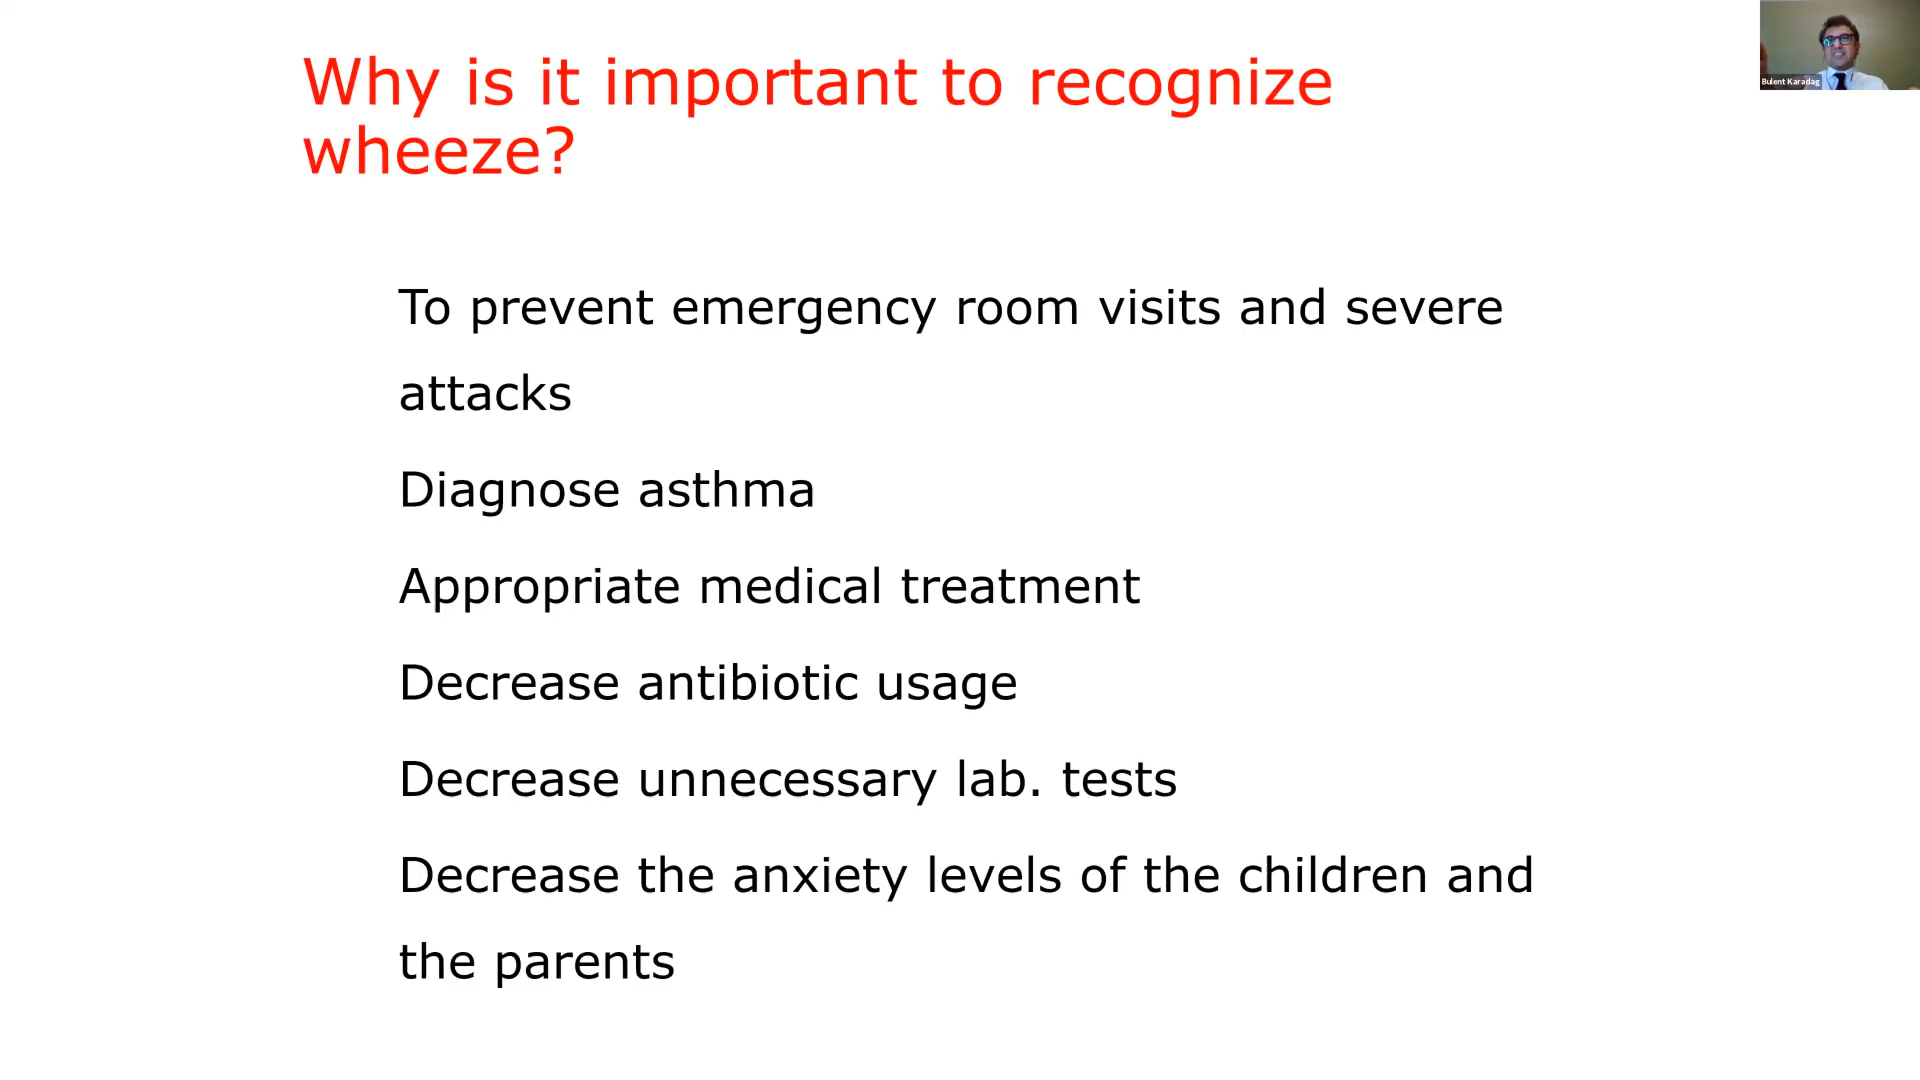 Why is it important to recognize
wheeze?
Bulent Karadag
To prevent emergency room visits and severe
attacks
Diagnose asthma
Appropriate medical treatment
Decrease antibiotic usage
Decrease unnecessary lab. tests
Decrease the anxiety levels of the children and
the parents